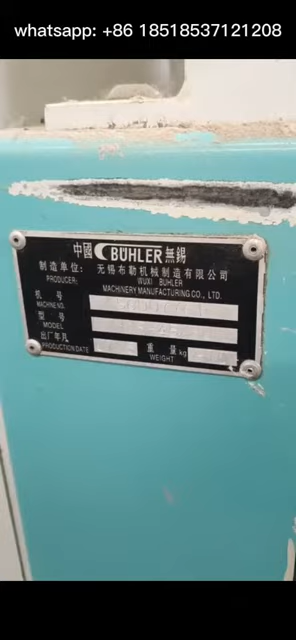 whatsapp: +86 18518537121208
中國 BÜHLER 無錫
制造单位: 无锡布勒机械制造有限公司
PRODUCER: WUXI BUHLER
MACHINERY MANUFACTURING CO., LTD.
机号
MACHINE NO.
型号
MODEL
出厂年月 重量 kg
PRODUCTION DATE WEIGHT